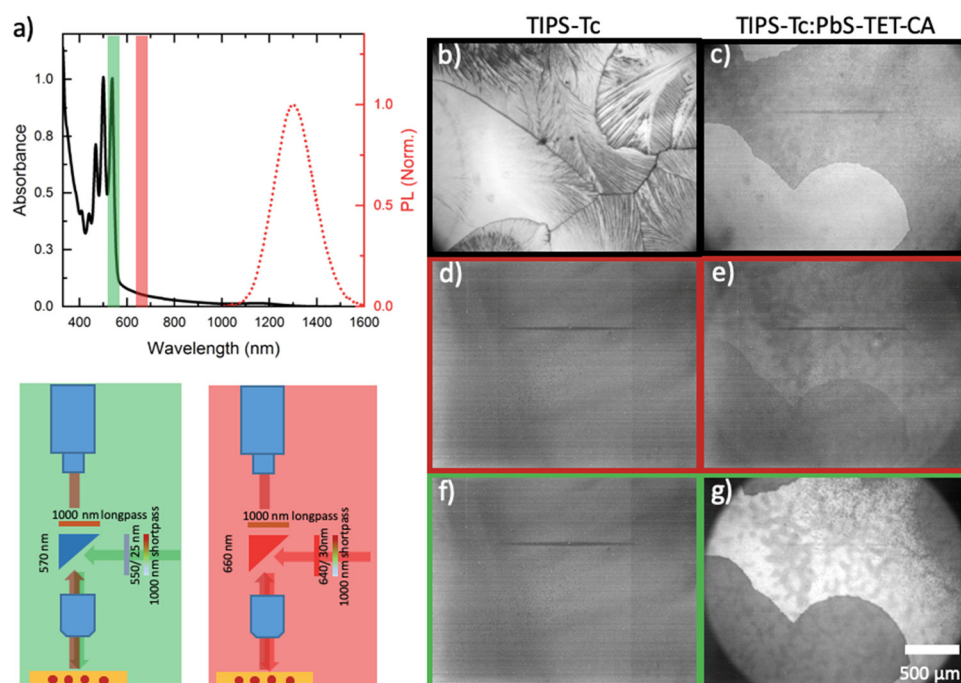 a)
TIPS-Tc
TIPS-Tc:PbS-TET-CA
b)
c)
1.0
0.8
0.5
0.3
0.0
Absorbance
1.0
0.5
0.0
PL (Norm.)
400 600 800 1000 1200 1400 1600
Wavelength (nm)
d)
e)
1000 nm longpass
570 nm
550/ 25 nm
1000 nm shortpass
1000 nm longpass
660 nm
640/ 30nm
1000 nm shortpass
f)
g)
500 µm